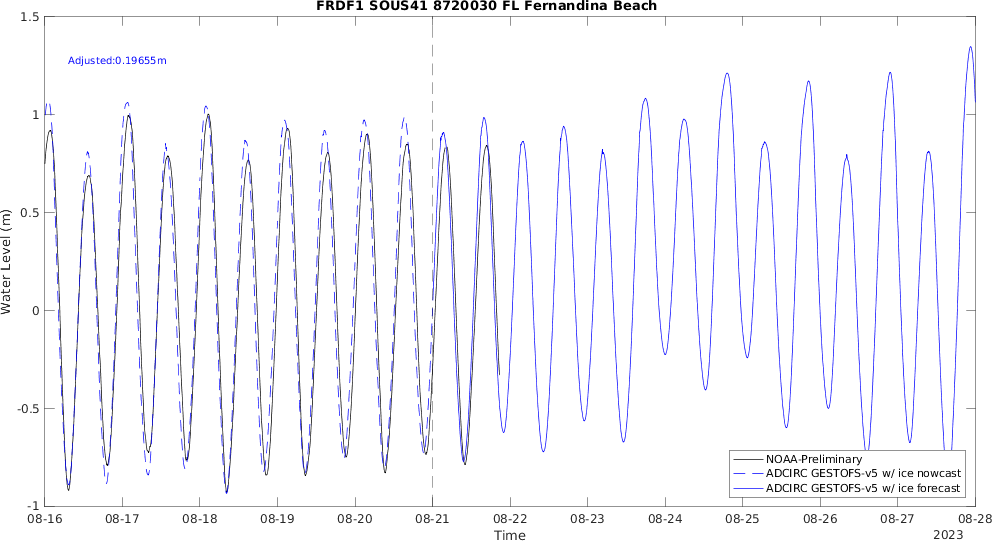 FRDF1 SOUS41 8720030 FL Fernandina Beach
Adjusted:0.19655m
Water Level (m)
1.5
1
0.5
0
-0.5
-1
NOAA-Preliminary
ADCIRC GESTOFS-v5 w/ ice nowcast
ADCIRC GESTOFS-v5 w/ ice forecast
08-16 08-17 08-18 08-19 08-20 08-21 08-22 08-23 08-24 08-25 08-26 08-27 08-28
Time
2023